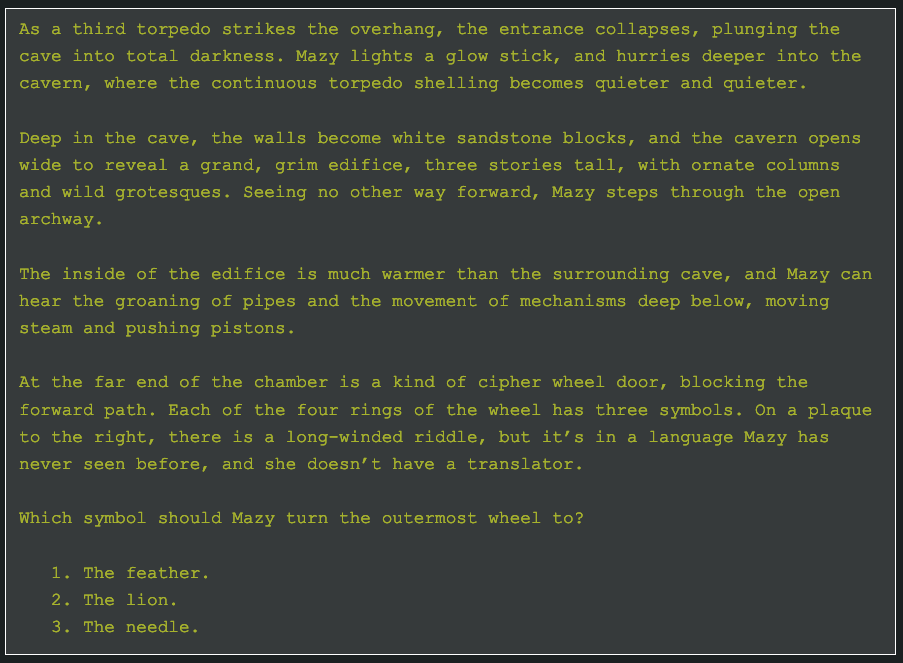 As a third torpedo strikes the overhang, the entrance collapses, plunging the
cave into total darkness. Mazy lights a glow stick, and hurries deeper into the
cavern, where the continuous torpedo shelling becomes quieter and quieter.
Deep in the cave, the walls become white sandstone blocks, and the cavern opens
wide to reveal a grand, grim edifice, three stories tall, with ornate columns
and wild grotesques. Seeing no other way forward, Mazy steps through the open
archway.
The inside of the edifice is much warmer than the surrounding cave, and Mazy can
hear the groaning of pipes and the movement of mechanisms deep below, moving
steam and pushing pistons.
At the far end of the chamber is a kind of cipher wheel door, blocking the
forward path. Each of the four rings of the wheel has three symbols. On a plaque
to the right, there is a long-winded riddle, but it’s in a language Mazy has
never seen before, and she doesn’t have a translator.
Which symbol should Mazy turn the outermost wheel to?
1. The feather.
2. The lion.
3. The needle.